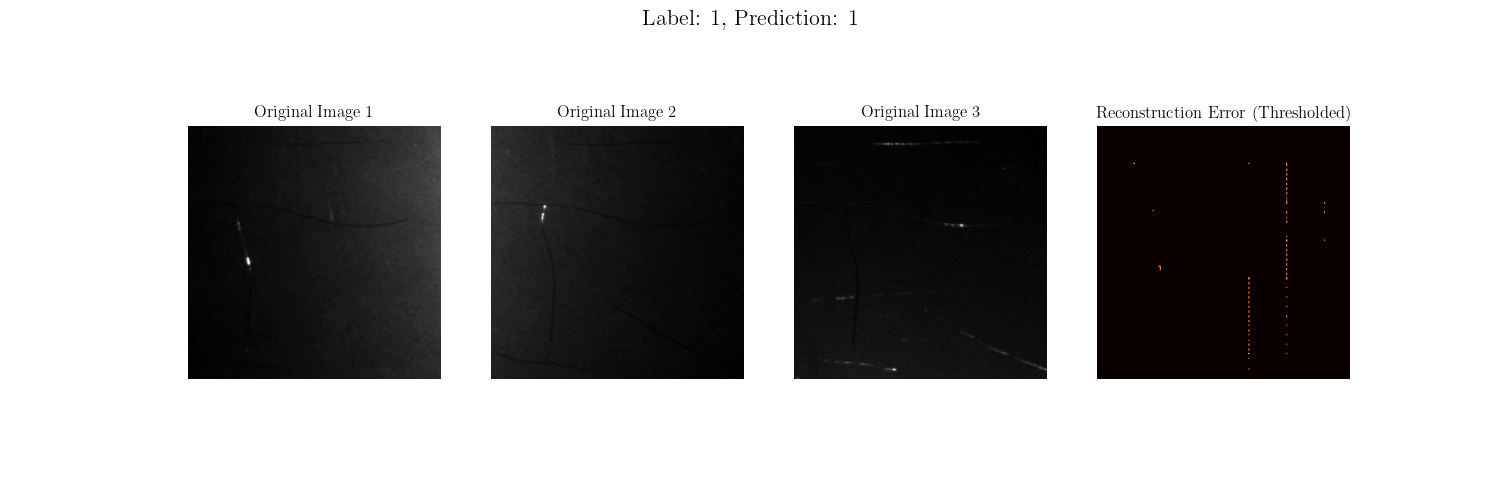 Label: 1, Prediction: 1
Original Image 1
Original Image 2
Original Image 3
Reconstruction Error (Thresholded)